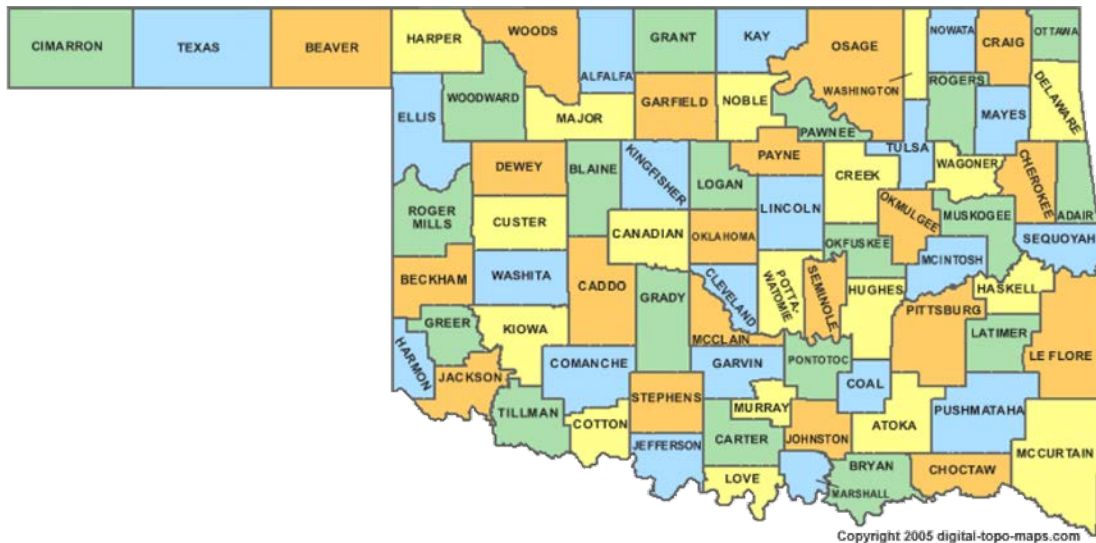 CIMARRON
TEXAS
BEAVER
HARPER
WOODS
ALFALFA
GRANT
KAY
OSAGE
WASHINGTON
NOWATA
CRAIG
OTTAWA
ELLIS
WOODWARD
MAJOR
GARFIELD
NOBLE
PAWNEE
ROGERS
MAYES
DELAWARE
DEWEY
BLAINE
KINGFISHER
LOGAN
PAYNE
CREEK
TULSA
WAGONER
CHEROKEE
ADAIR
ROGER
MILLS
CUSTER
CANADIAN
OKLAHOMA
LINCOLN
OKMULGEE
MUSKOGEE
OKFUSKEE
MCINTOSH
SEQUOYAH
BECKHAM
WASHITA
CADDO
GRADY
CLEVELAND
POTTA-
WATOMIE
SEMINOLE
HUGHES
HASKELL
PITTSBURG
GREER
KIOWA
MCCLAIN
LATIMER
LE FLORE
HARMON
JACKSON
COMANCHE
GARVIN
PONTOTOC
COAL
TILLMAN
COTTON
STEPHENS
MURRAY
ATOKA
PUSHMATAHA
JEFFERSON
CARTER
JOHNSTON
MCCURTAIN
LOVE
MARSHALL
BRYAN
CHOCTAW
Copyright 2005 digital-topo-maps.com